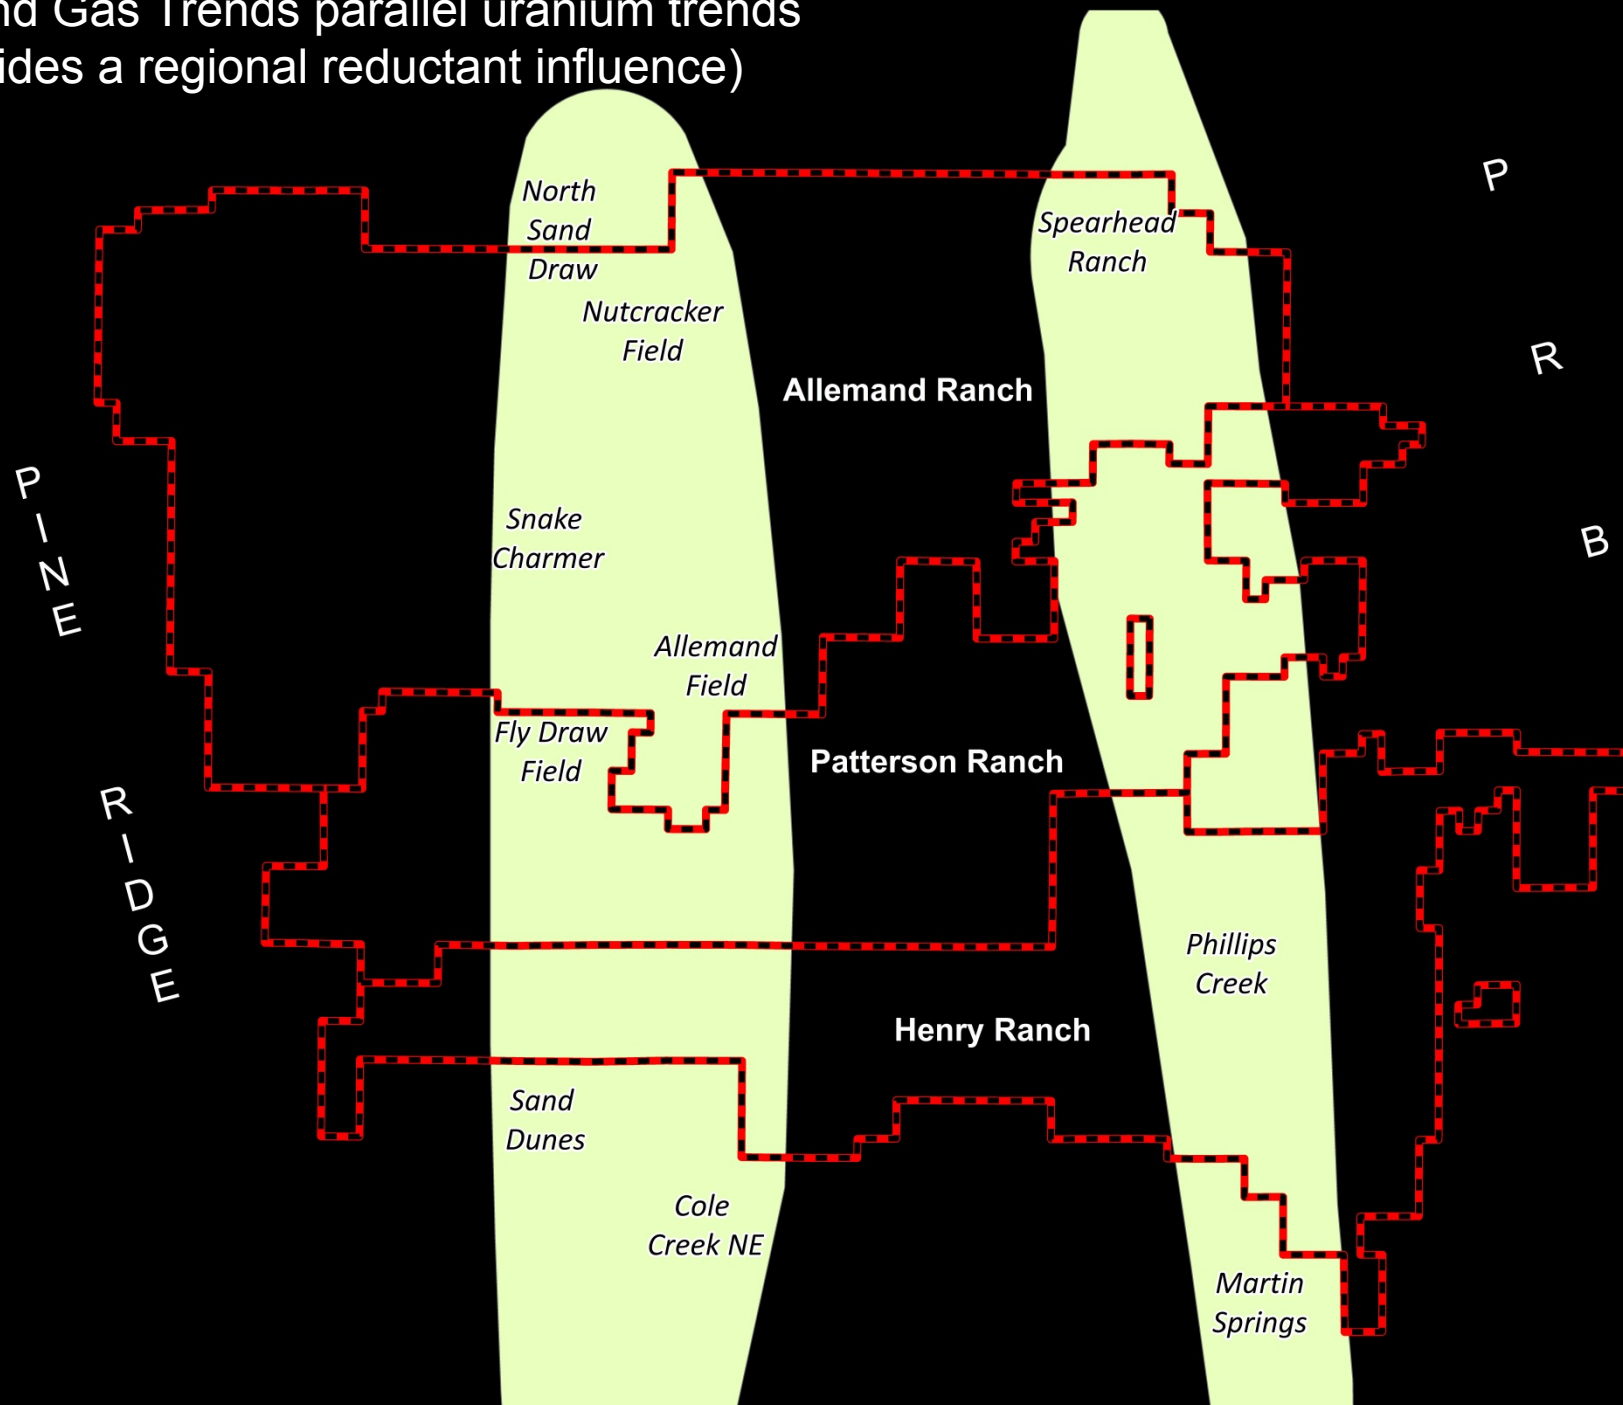 nd Gas Trends parallel uranium trends
ides a regional reductant influence)
North
Sand
Draw
Nutcracker
Field
Spearhead
Ranch
Allemand Ranch
Snake
Charmer
Allemand
Field
Fly Draw
Field
Patterson Ranch
Phillips
Creek
Henry Ranch
Sand
Dunes
Cole
Creek NE
Martin
Springs
PINE
RIDGE
P
R
B